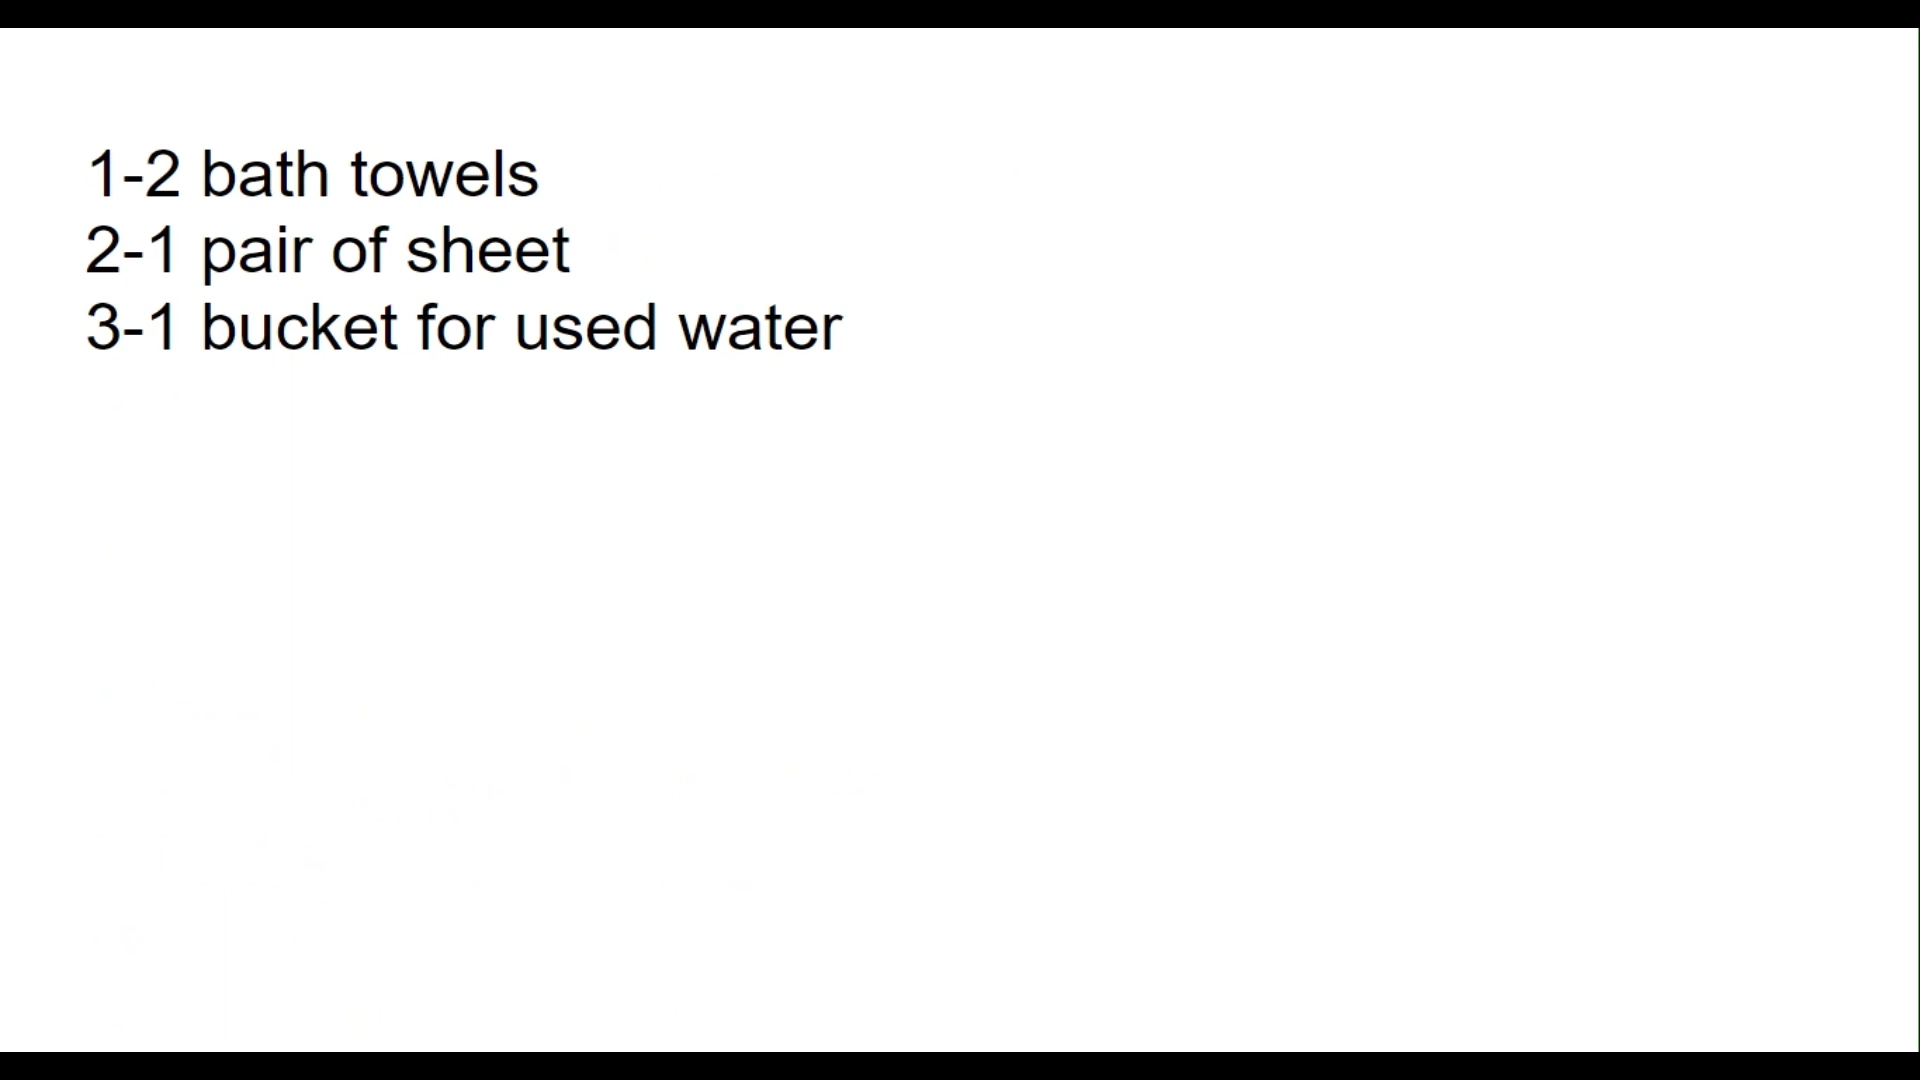 1-2 bath towels
2-1 pair of sheet
3-1 bucket for used water